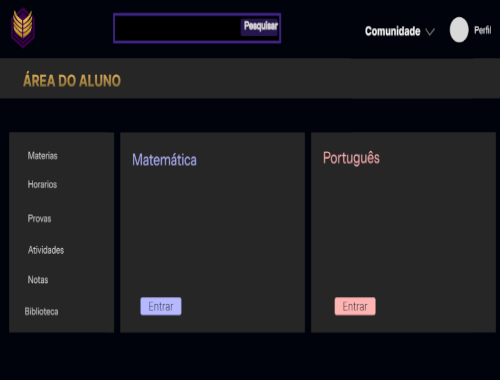 Pesquisar
Comunidade
Perfil
ÁREA DO ALUNO
Materias
Horarios
Provas
Atividades
Notas
Biblioteca
Matemática
Entrar
Português
Entrar